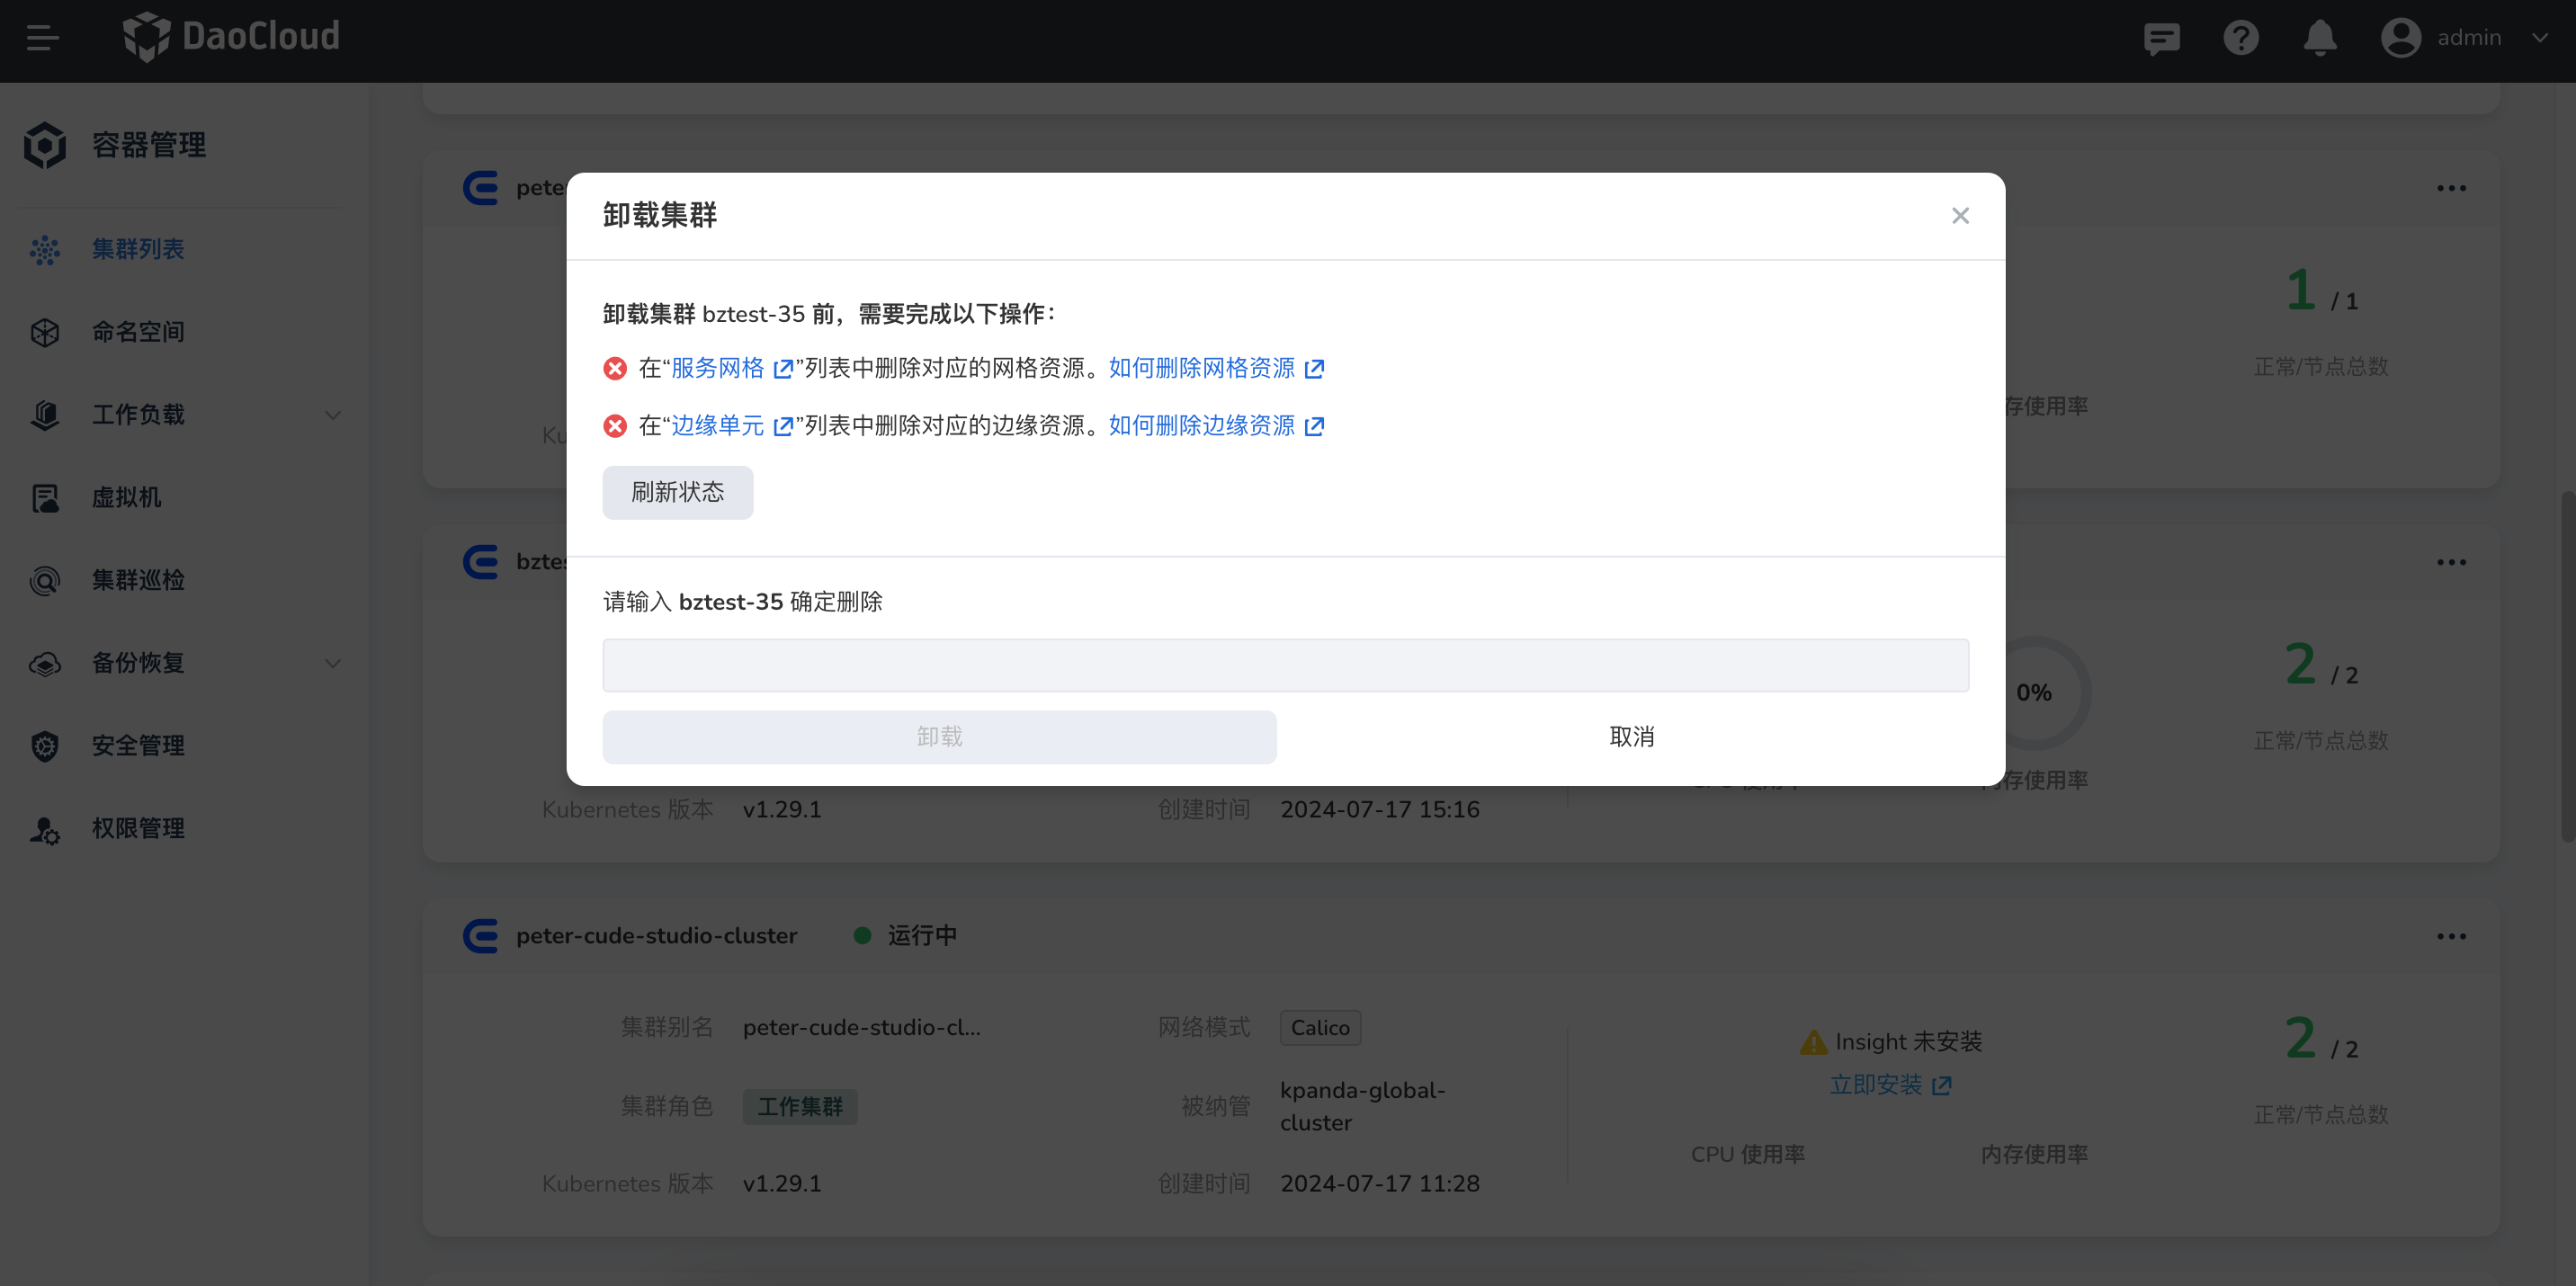 DaoCloud
admin
容器管理
集群列表
命名空间
工作负载
虚拟机
集群巡检
备份恢复
安全管理
权限管理
1 / 1
正常/节点总数
存使用率
卸载集群
卸载集群 bztest-35 前，需要完成以下操作：
在“服务网格”列表中删除对应的网格资源。如何删除网格资源
在“边缘单元”列表中删除对应的边缘资源。如何删除边缘资源
刷新状态
请输入 bztest-35 确定删除
卸载
取消
0%
2 / 2
正常/节点总数
内存使用率
Kubernetes 版本 v1.29.1
创建时间 2024-07-17 15:16
peter-cude-studio-cluster
运行中
集群别名 peter-cude-studio-cl...
网络模式 Calico
集群角色 工作集群
被纳管 kpanda-global-
cluster
Kubernetes 版本 v1.29.1
创建时间 2024-07-17 11:28
Insight 未安装
立即安装
CPU 使用率
内存使用率
2 / 2
正常/节点总数